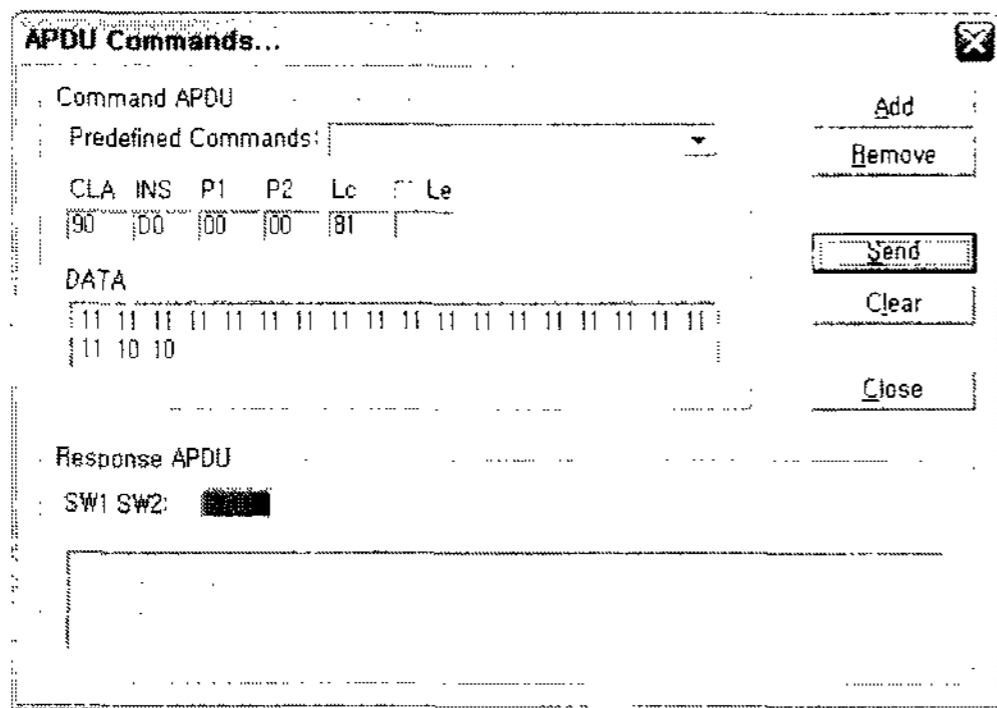 APDU Commands...
Command APDU
Add
Predefined Commands:
Remove
CLA INS P1 P2 Lc Le
90 D0 00 00 81
Send
DATA
Clear
11 11 11 11 11 11 11 11 11 11 11 11 11 11 11 11 11 11
11 10 10
Close
Response APDU
SW1 SW2: